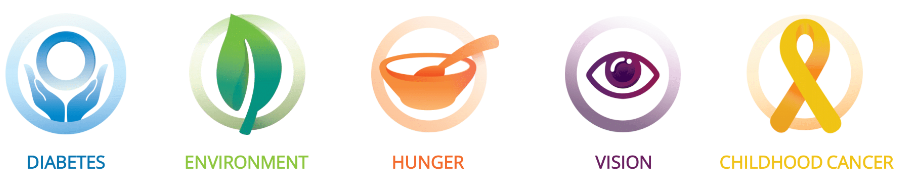 DIABETES ENVIRONMENT HUNGER VISION CHILDHOOD CANCER